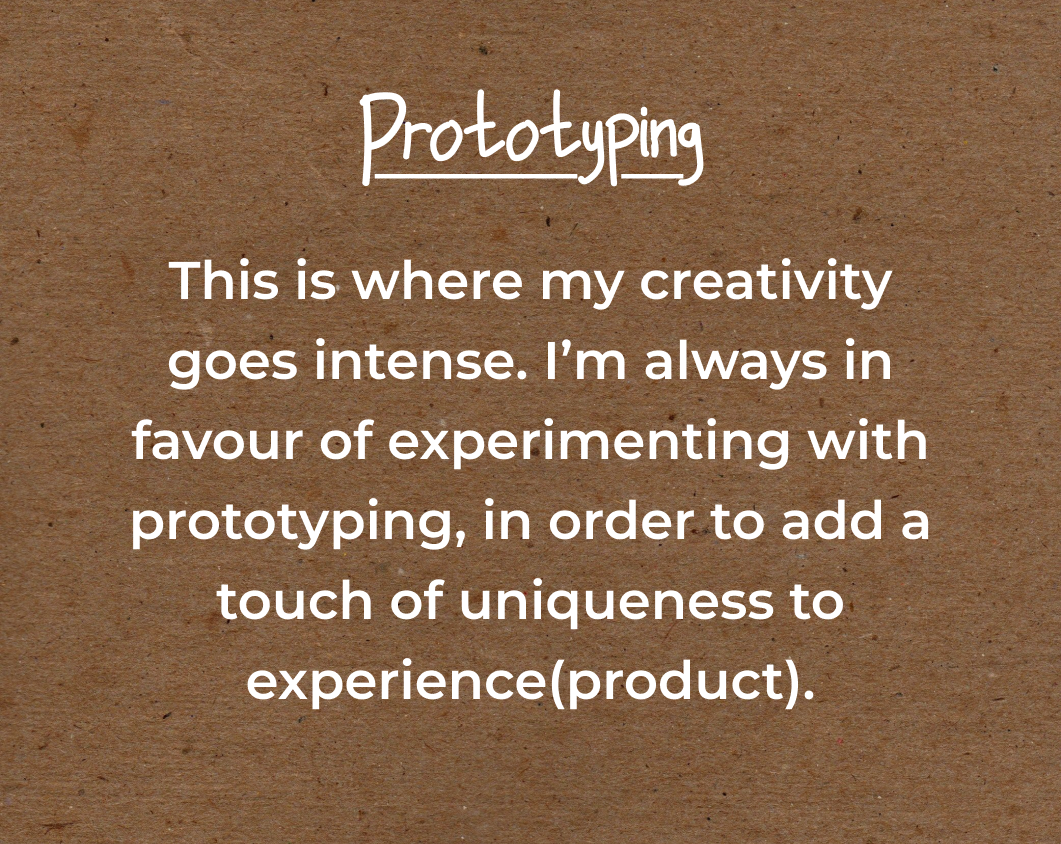 Prototyping
This is where my creativity
goes intense. I’m always in
favour of experimenting with
prototyping, in order to add a
touch of uniqueness to
experience(product).